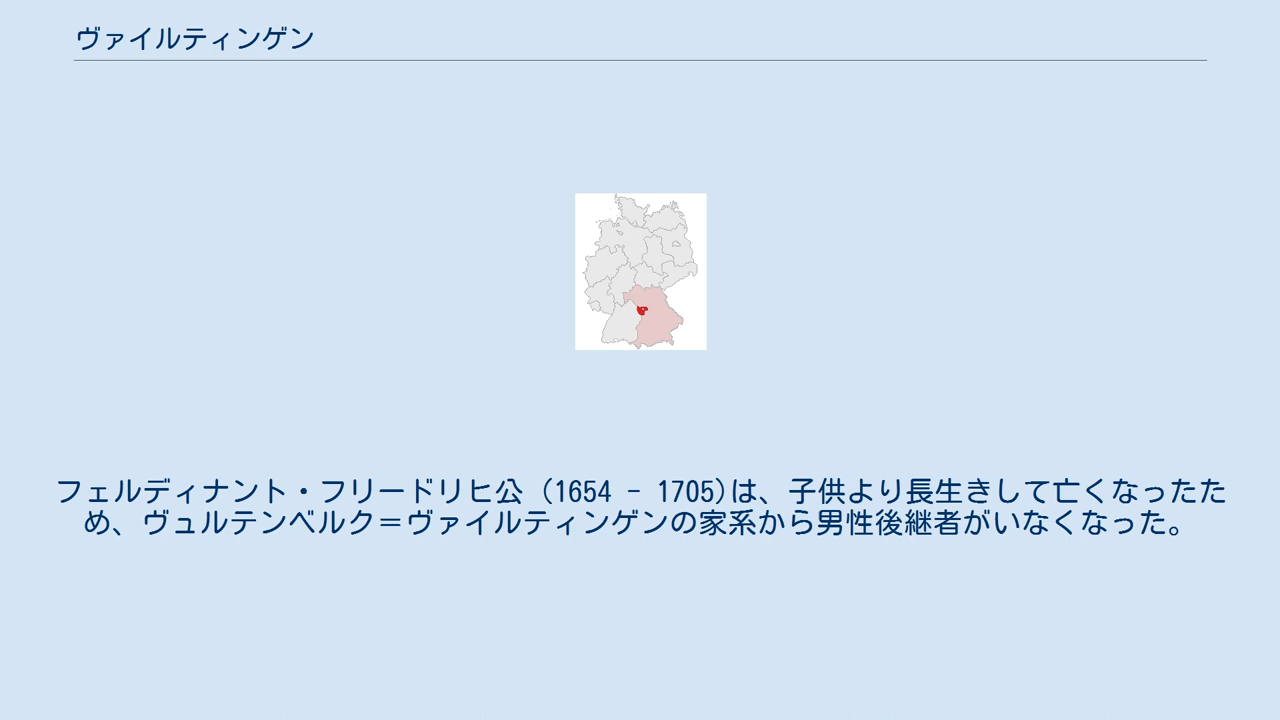 ヴァイルティンゲン
フェルディナント・フリードリヒ公 (1654 - 1705)は、子供より長生きして亡くなったた
め、ヴュルテンベルク＝ヴァイルティンゲンの家系から男性後継者がいなくなった。